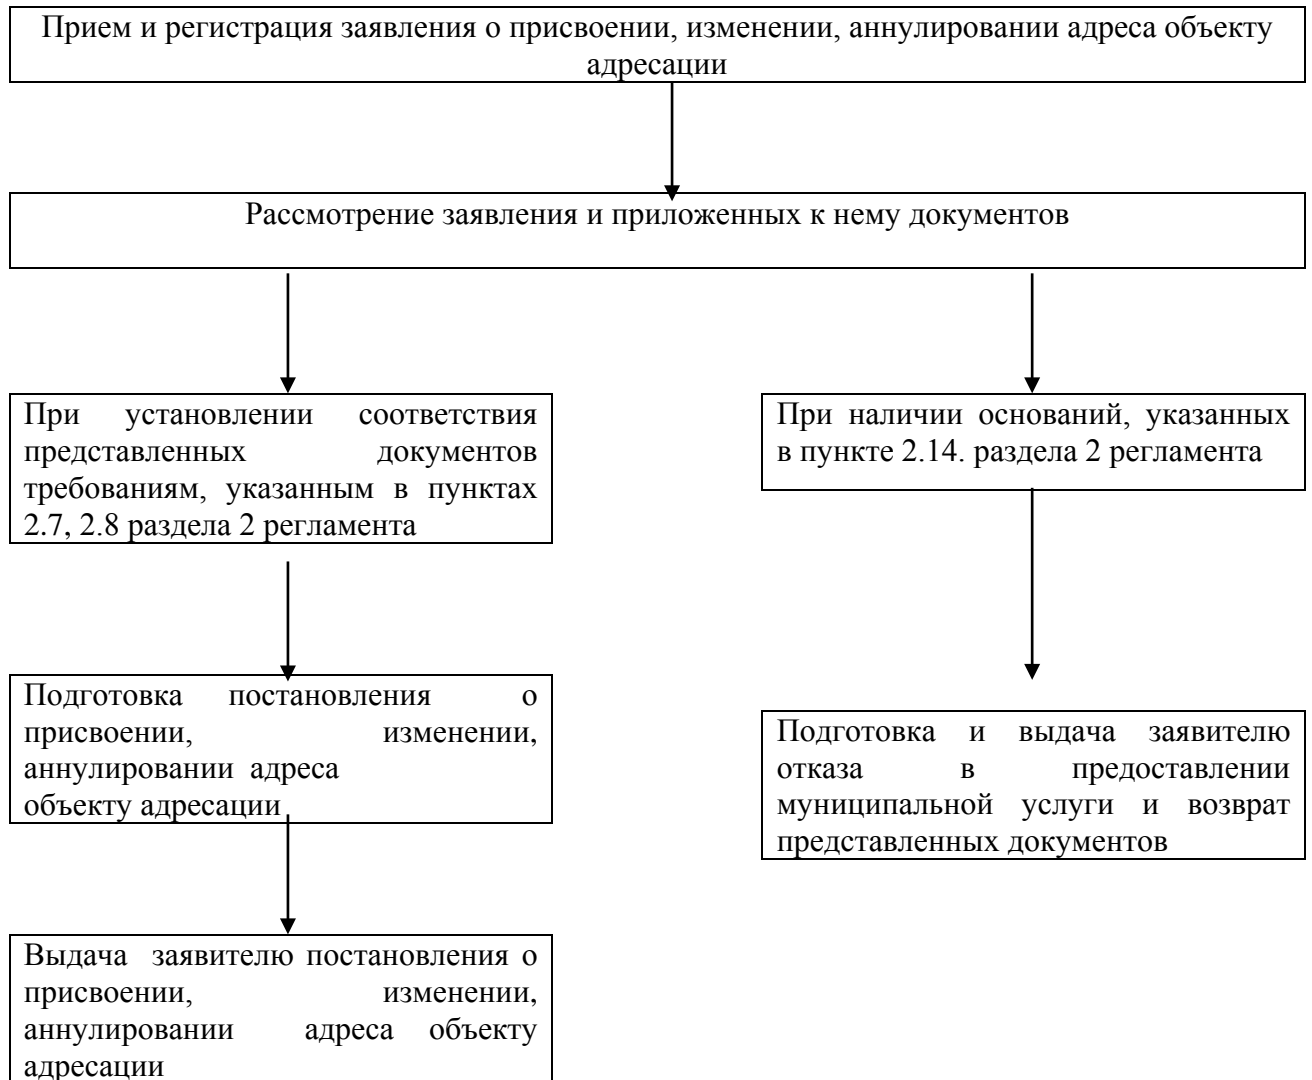 Прием и регистрация заявления о присвоении, изменении, аннулировании адреса объекту
адресации
Рассмотрение заявления и приложенных к нему документов
При установлении соответствия
представленных документов
требованиям, указанным в пунктах
2.7, 2.8 раздела 2 регламента
При наличии оснований, указанных
в пункте 2.14. раздела 2 регламента
Подготовка постановления о
присвоении, изменении,
аннулировании адреса
объекту адресации
Подготовка и выдача заявителю
отказа в предоставлении
муниципальной услуги и возврат
представленных документов
Выдача заявителю постановления о
присвоении, изменении,
аннулировании адреса объекту
адресации